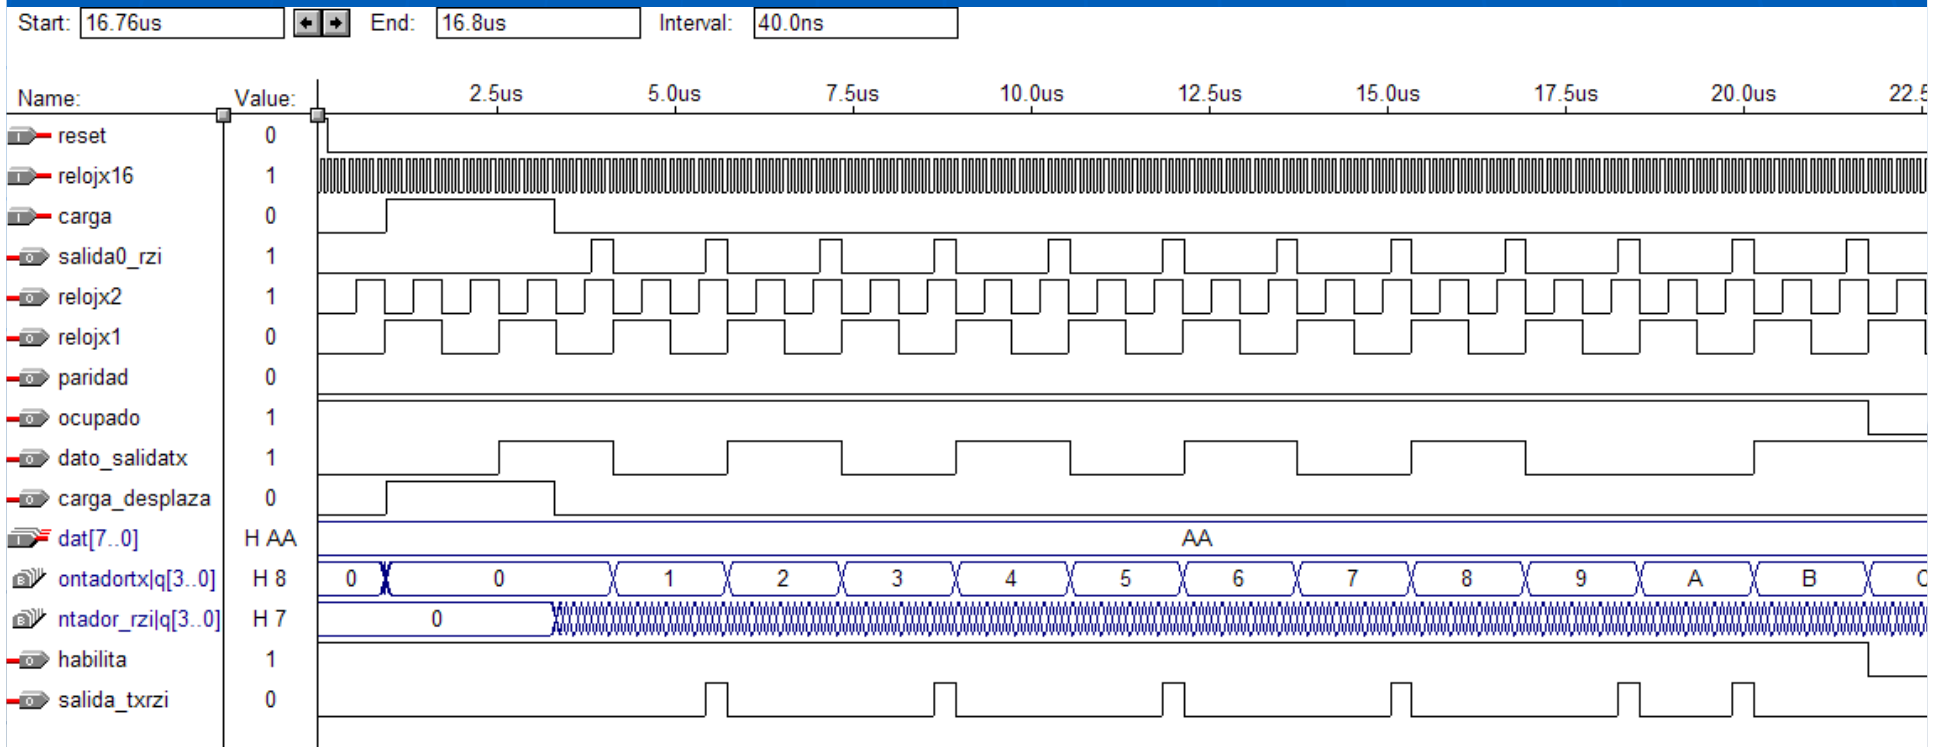 Start: 16.76us End: 16.8us Interval: 40.0ns
Name: Value: 2.5us 5.0us 7.5us 10.0us 12.5us 15.0us 17.5us 20.0us 22.5
reset 0
relojx16 1
carga 0
salida0_rzi 1
relojx2 1
relojx1 0
paridad 0
ocupado 1
dato_salidatx 1
carga_desplaza 0
dat[7..0] H AA AA
ontadortx|q[3..0] H 8 0 0 1 2 3 4 5 6 7 8 9 A B
ntador_rzi|q[3..0] H 7 0
habilita 1
salida_txrzi 0